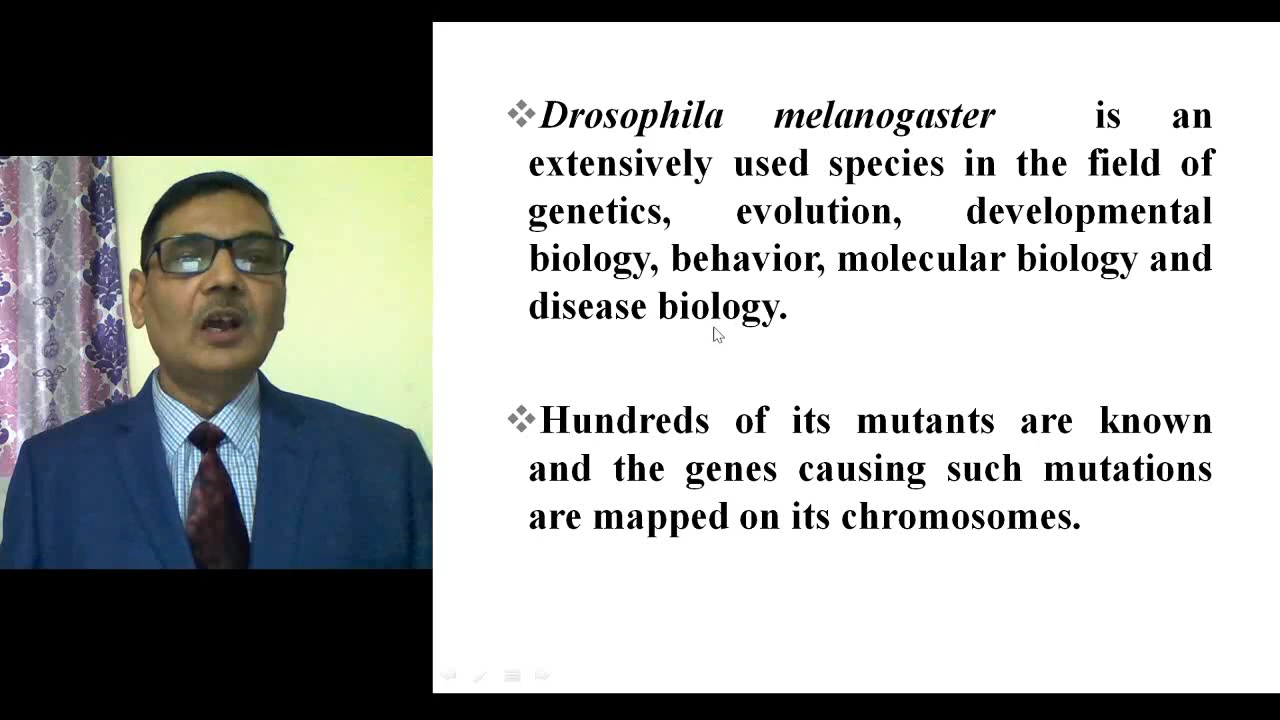 ❖Drosophila melanogaster is an
extensively used species in the field of
genetics, evolution, developmental
biology, behavior, molecular biology and
disease biology.
❖Hundreds of its mutants are known
and the genes causing such mutations
are mapped on its chromosomes.